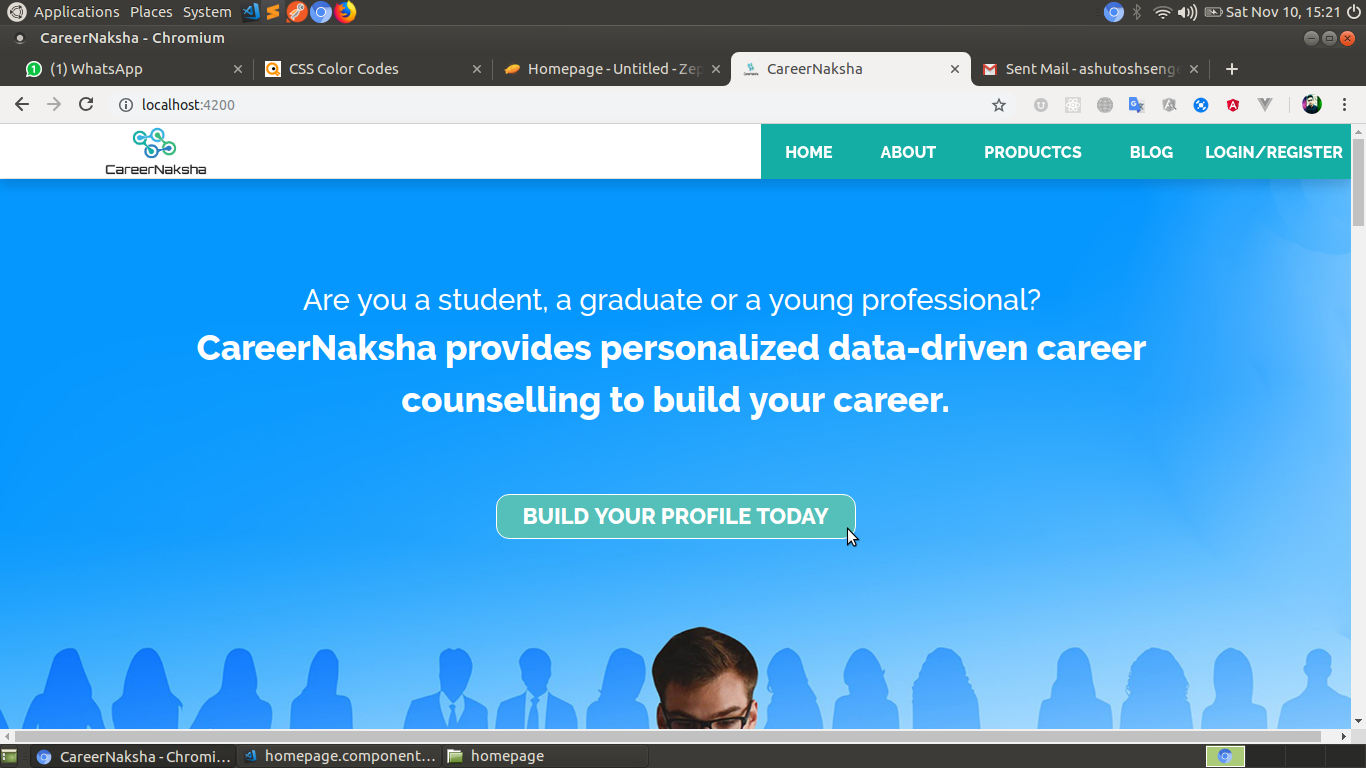 Applications Places System
Sat Nov 10, 15:21
CareerNaksha - Chromium
(1) WhatsApp
CSS Color Codes
Homepage - Untitled - Zep
CareerNaksha
Sent Mail - ashutoshseng
localhost:4200
CareerNaksha
HOME ABOUT PRODUCTCS BLOG LOGIN/REGISTER
Are you a student, a graduate or a young professional?
CareerNaksha provides personalized data-driven career
counselling to build your career.
BUILD YOUR PROFILE TODAY
CareerNaksha - Chromi...
homepage.component...
homepage